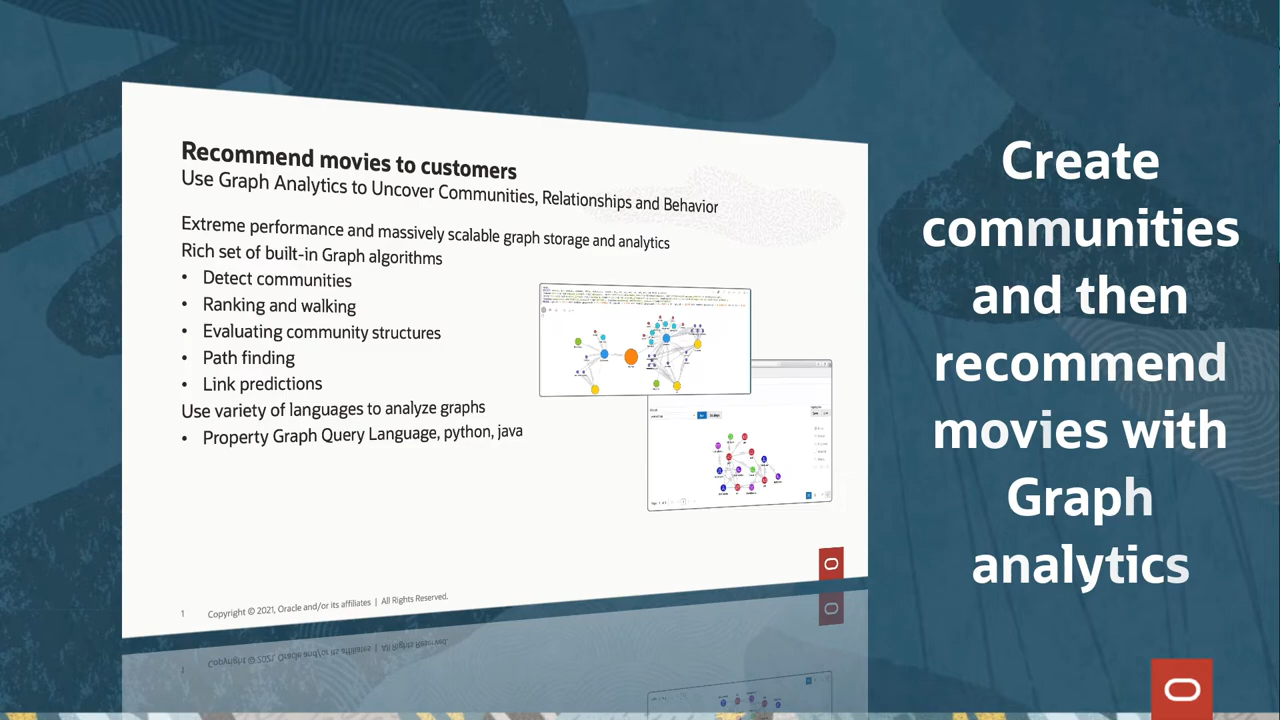 Recommend movies to customers
Use Graph Analytics to Uncover Communities, Relationships and Behavior
Extreme performance and massively scalable graph storage and analytics
Rich set of built-in Graph algorithms
• Detect communities
• Ranking and walking
• Evaluating community structures
• Path finding
• Link predictions
Use variety of languages to analyze graphs
• Property Graph Query Language, python, java
1 Copyright © 2021, Oracle and/or its affiliates | All Rights Reserved.
Create
communities
and then
recommend
movies with
Graph
analytics